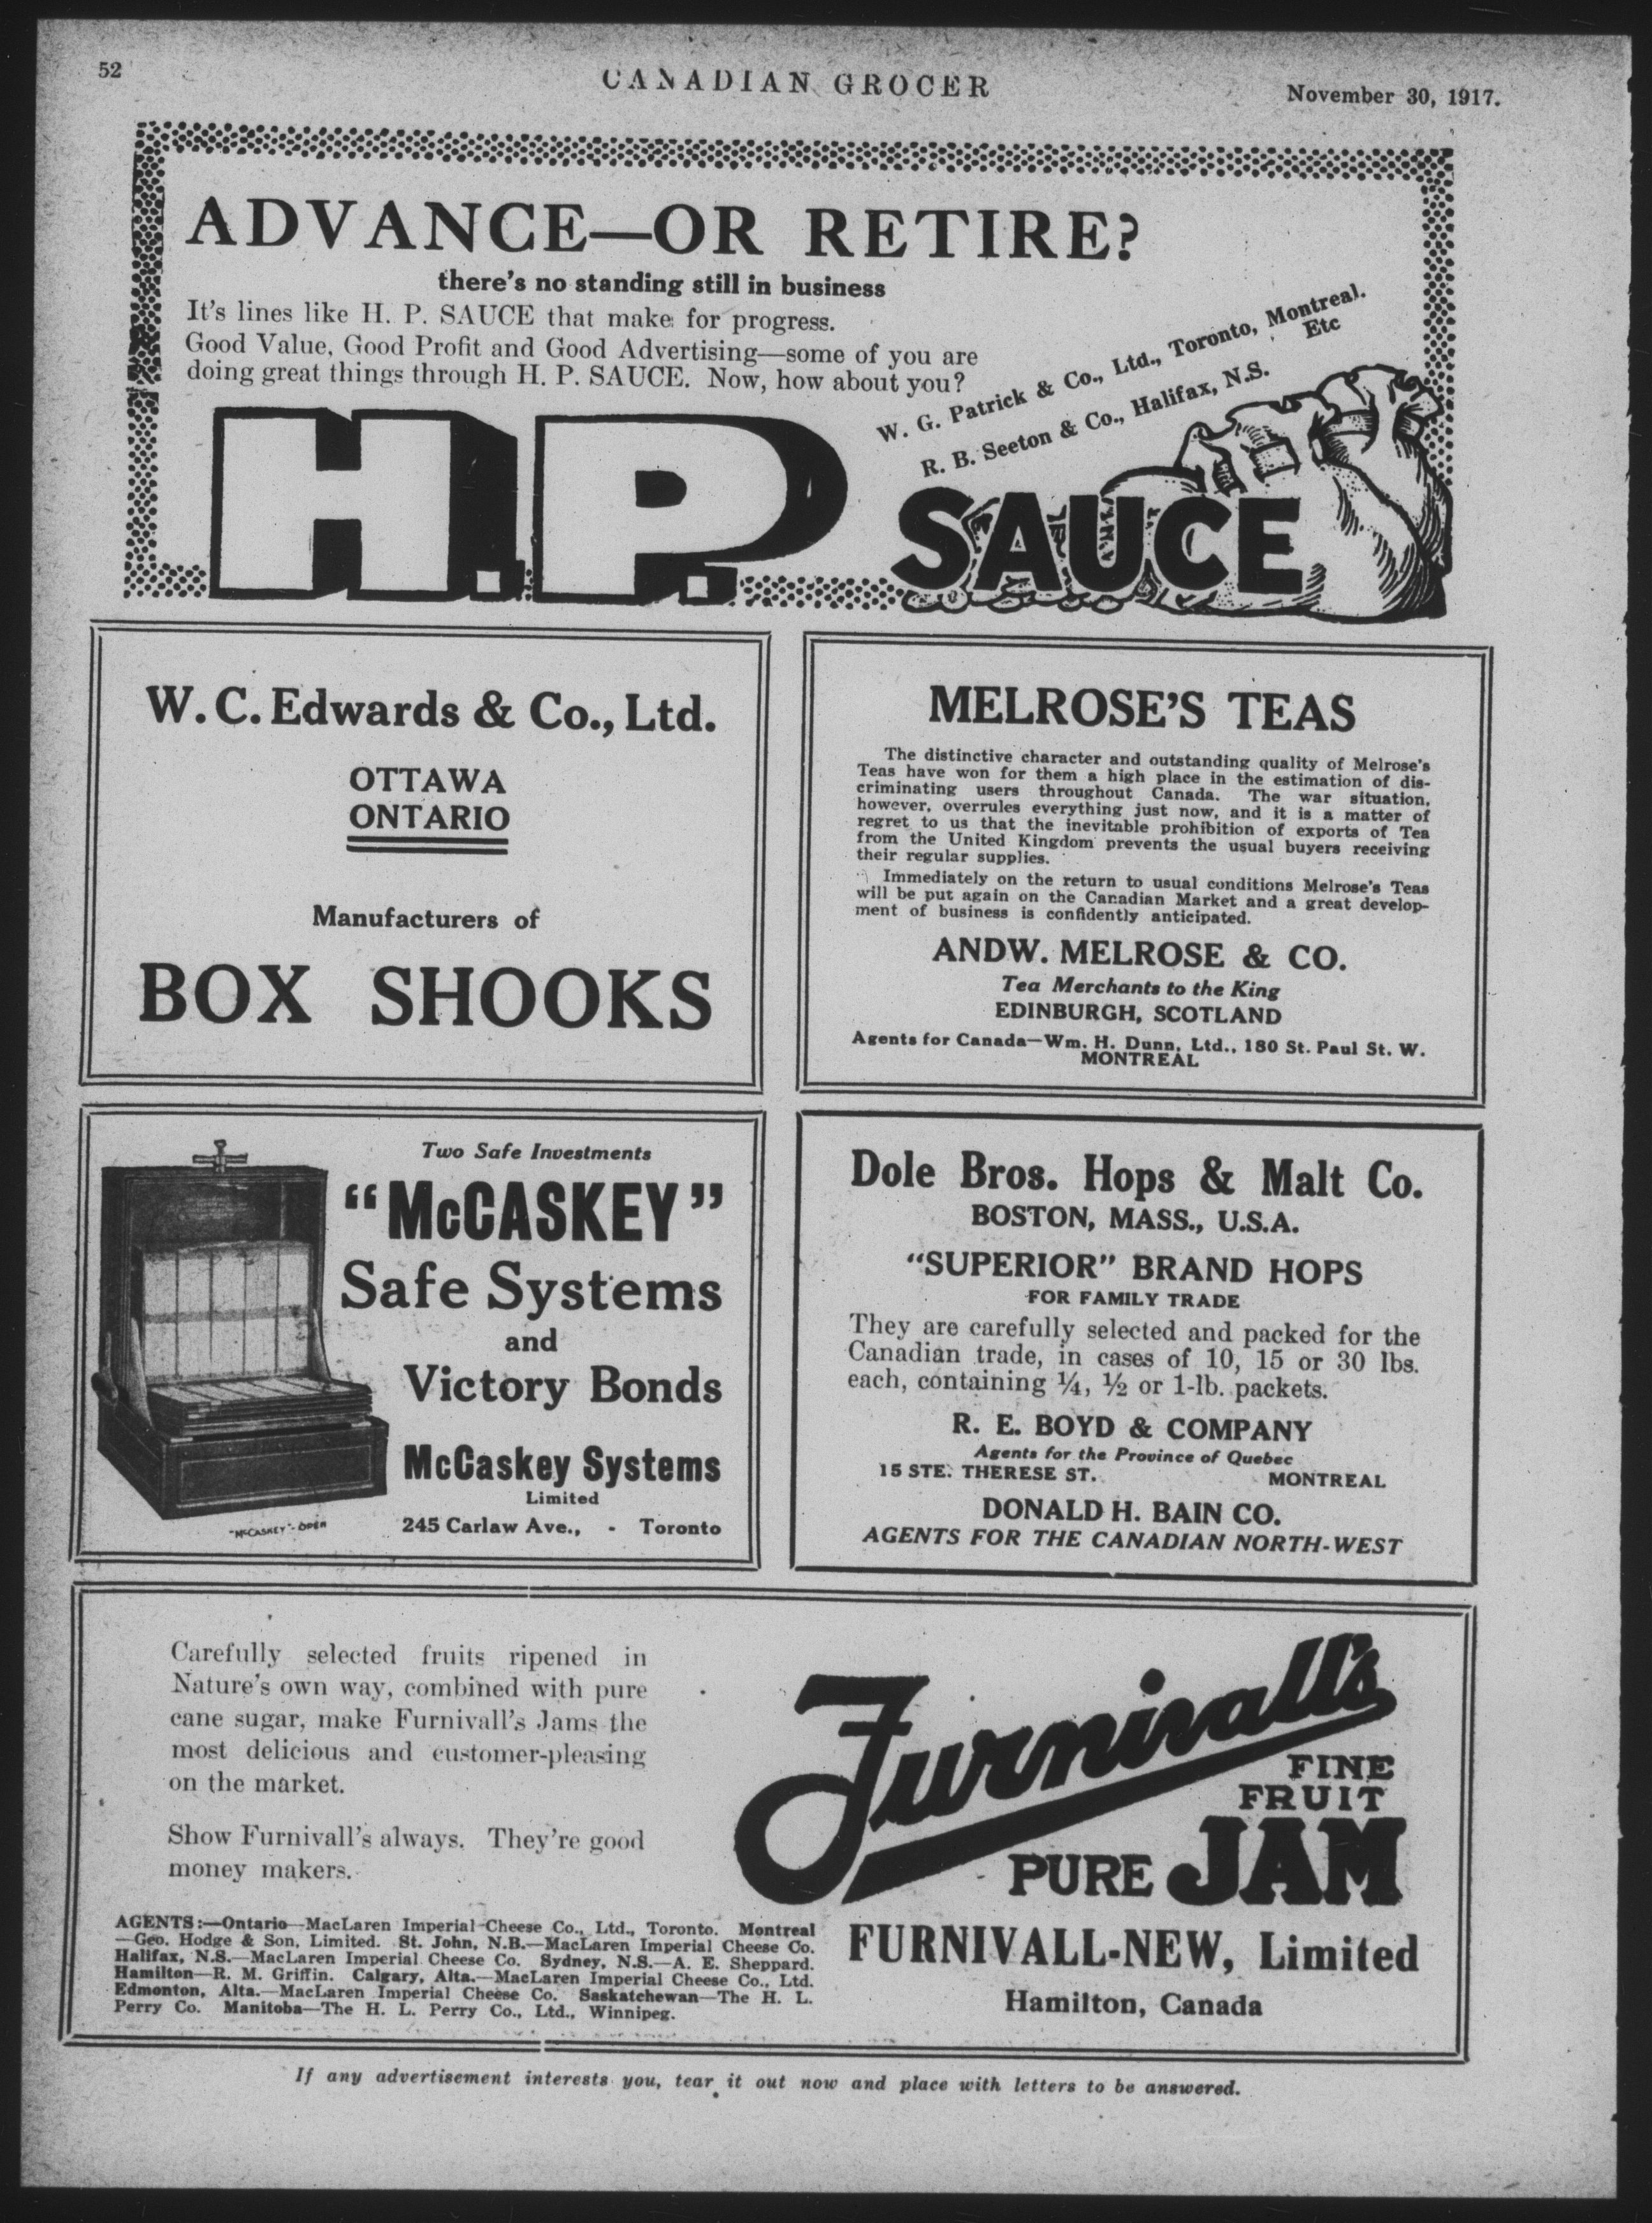 52
CANADIAN GROCER
November 30, 1917.
ADVANCE—OR RETIRE?
there's no standing still in business
It's lines like H. P. SAUCE that make for progress.
Good Value, Good Profit and Good Advertising—some of you are
doing great things through H. P. SAUCE. Now, how about you?
W. G. Patrick & Co., Ltd., Toronto, Montreal.
Etc
R. B. Seeton & Co., Halifax, N.S.
H.P. SAUCE
W. C. Edwards & Co., Ltd.
OTTAWA
ONTARIO
Manufacturers of
BOX SHOOKS
MELROSE'S TEAS
The distinctive character and outstanding quality of Melrose's
Teas have won for them a high place in the estimation of dis-
criminating users throughout Canada. The war situation,
however, overrules everything just now, and it is a matter of
regret to us that the inevitable prohibition of exports of Tea
from the United Kingdom prevents the usual buyers receiving
their regular supplies.
Immediately on the return to usual conditions Melrose's Teas
will be put again on the Canadian Market and a great develop-
ment of business is confidently anticipated.
ANDW. MELROSE & CO.
Tea Merchants to the King
EDINBURGH, SCOTLAND
Agents for Canada—Wm. H. Dunn, Ltd., 180 St. Paul St. W.
MONTREAL
Two Safe Investments
"McCASKEY"
Safe Systems
and
Victory Bonds
McCaskey Systems
Limited
245 Carlaw Ave., - Toronto
"McCASKEY"-OPEN
Dole Bros. Hops & Malt Co.
BOSTON, MASS., U.S.A.
"SUPERIOR" BRAND HOPS
FOR FAMILY TRADE
They are carefully selected and packed for the
Canadian trade, in cases of 10, 15 or 30 lbs.
each, containing ¼, ½ or 1-lb. packets.
R. E. BOYD & COMPANY
Agents for the Province of Quebec
15 STE. THERESE ST. MONTREAL
DONALD H. BAIN CO.
AGENTS FOR THE CANADIAN NORTH-WEST
Carefully selected fruits ripened in
Nature's own way, combined with pure
cane sugar, make Furnivall's Jams the
most delicious and customer-pleasing
on the market.
Show Furnivall's always. They're good
money makers.
AGENTS:—Ontario—MacLaren Imperial Cheese Co., Ltd., Toronto. Montreal
—Geo. Hodge & Son, Limited. St. John, N.B.—MacLaren Imperial Cheese Co.
Halifax, N.S.—MacLaren Imperial Cheese Co. Sydney, N.S.—A. E. Sheppard.
Hamilton—R. M. Griffin. Calgary, Alta.—MacLaren Imperial Cheese Co., Ltd.
Edmonton, Alta.—MacLaren Imperial Cheese Co. Saskatchewan—The H. L.
Perry Co. Manitoba—The H. L. Perry Co., Ltd., Winnipeg.
Furnivall's
FINE
FRUIT
PURE JAM
FURNIVALL-NEW, Limited
Hamilton, Canada
If any advertisement interests you, tear it out now and place with letters to be answered.